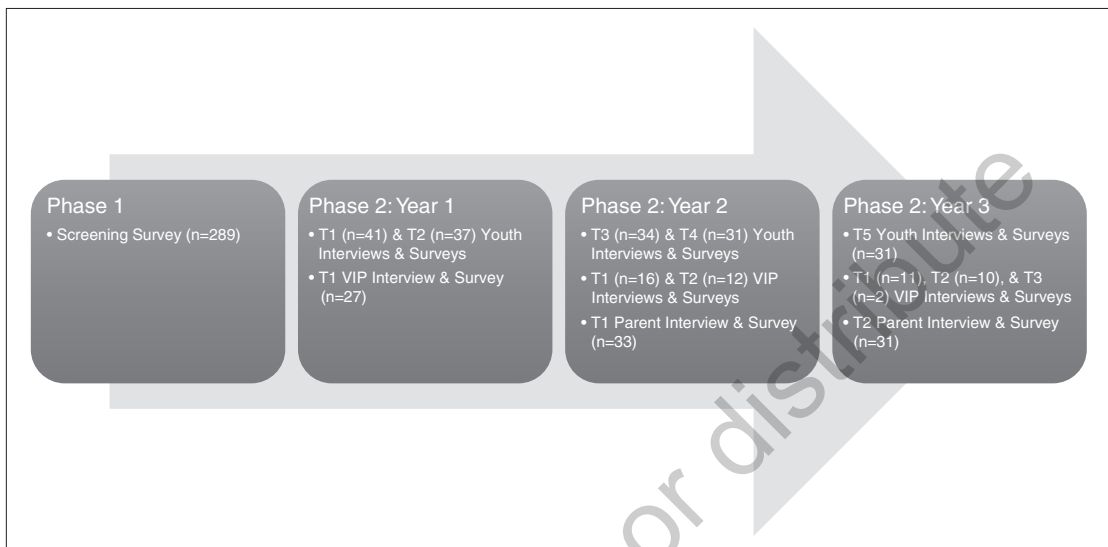 Phase 1
• Screening Survey (n=289)
Phase 2: Year 1
• T1 (n=41) & T2 (n=37) Youth
Interviews & Surveys
• T1 VIP Interview & Survey
(n=27)
Phase 2: Year 2
• T3 (n=34) & T4 (n=31) Youth
Interviews & Surveys
• T1 (n=16) & T2 (n=12) VIP
Interviews & Surveys
• T1 Parent Interview & Survey
(n=33)
Phase 2: Year 3
• T5 Youth Interviews & Surveys
(n=31)
• T1 (n=11), T2 (n=10), & T3
(n=2) VIP Interviews & Surveys
• T2 Parent Interview & Survey
(n=31)
or distribute